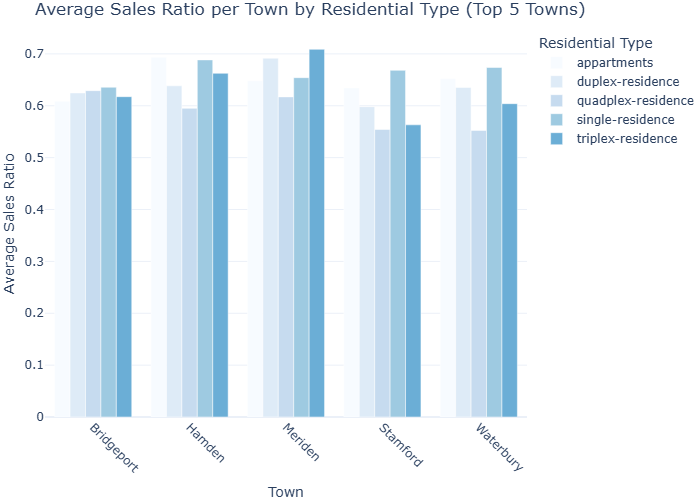 Average Sales Ratio per Town by Residential Type (Top 5 Towns)
Residential Type
appartments
duplex-residence
quadplex-residence
single-residence
triplex-residence
Average Sales Ratio
0.7
0.6
0.5
0.4
0.3
0.2
0.1
0
Bridgeport
Hamden
Meriden
Stamford
Waterbury
Town